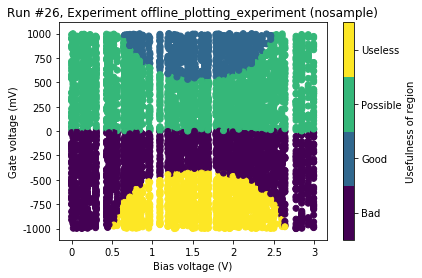 Run #26, Experiment offline_plotting_experiment (nosample)
1000
750
500
250
0
-250
-500
-750
-1000
Gate voltage (mV)
0
0.5
1
1.5
2
2.5
3
Bias voltage (V)
Useless
Possible
Good
Bad
Usefulness of region